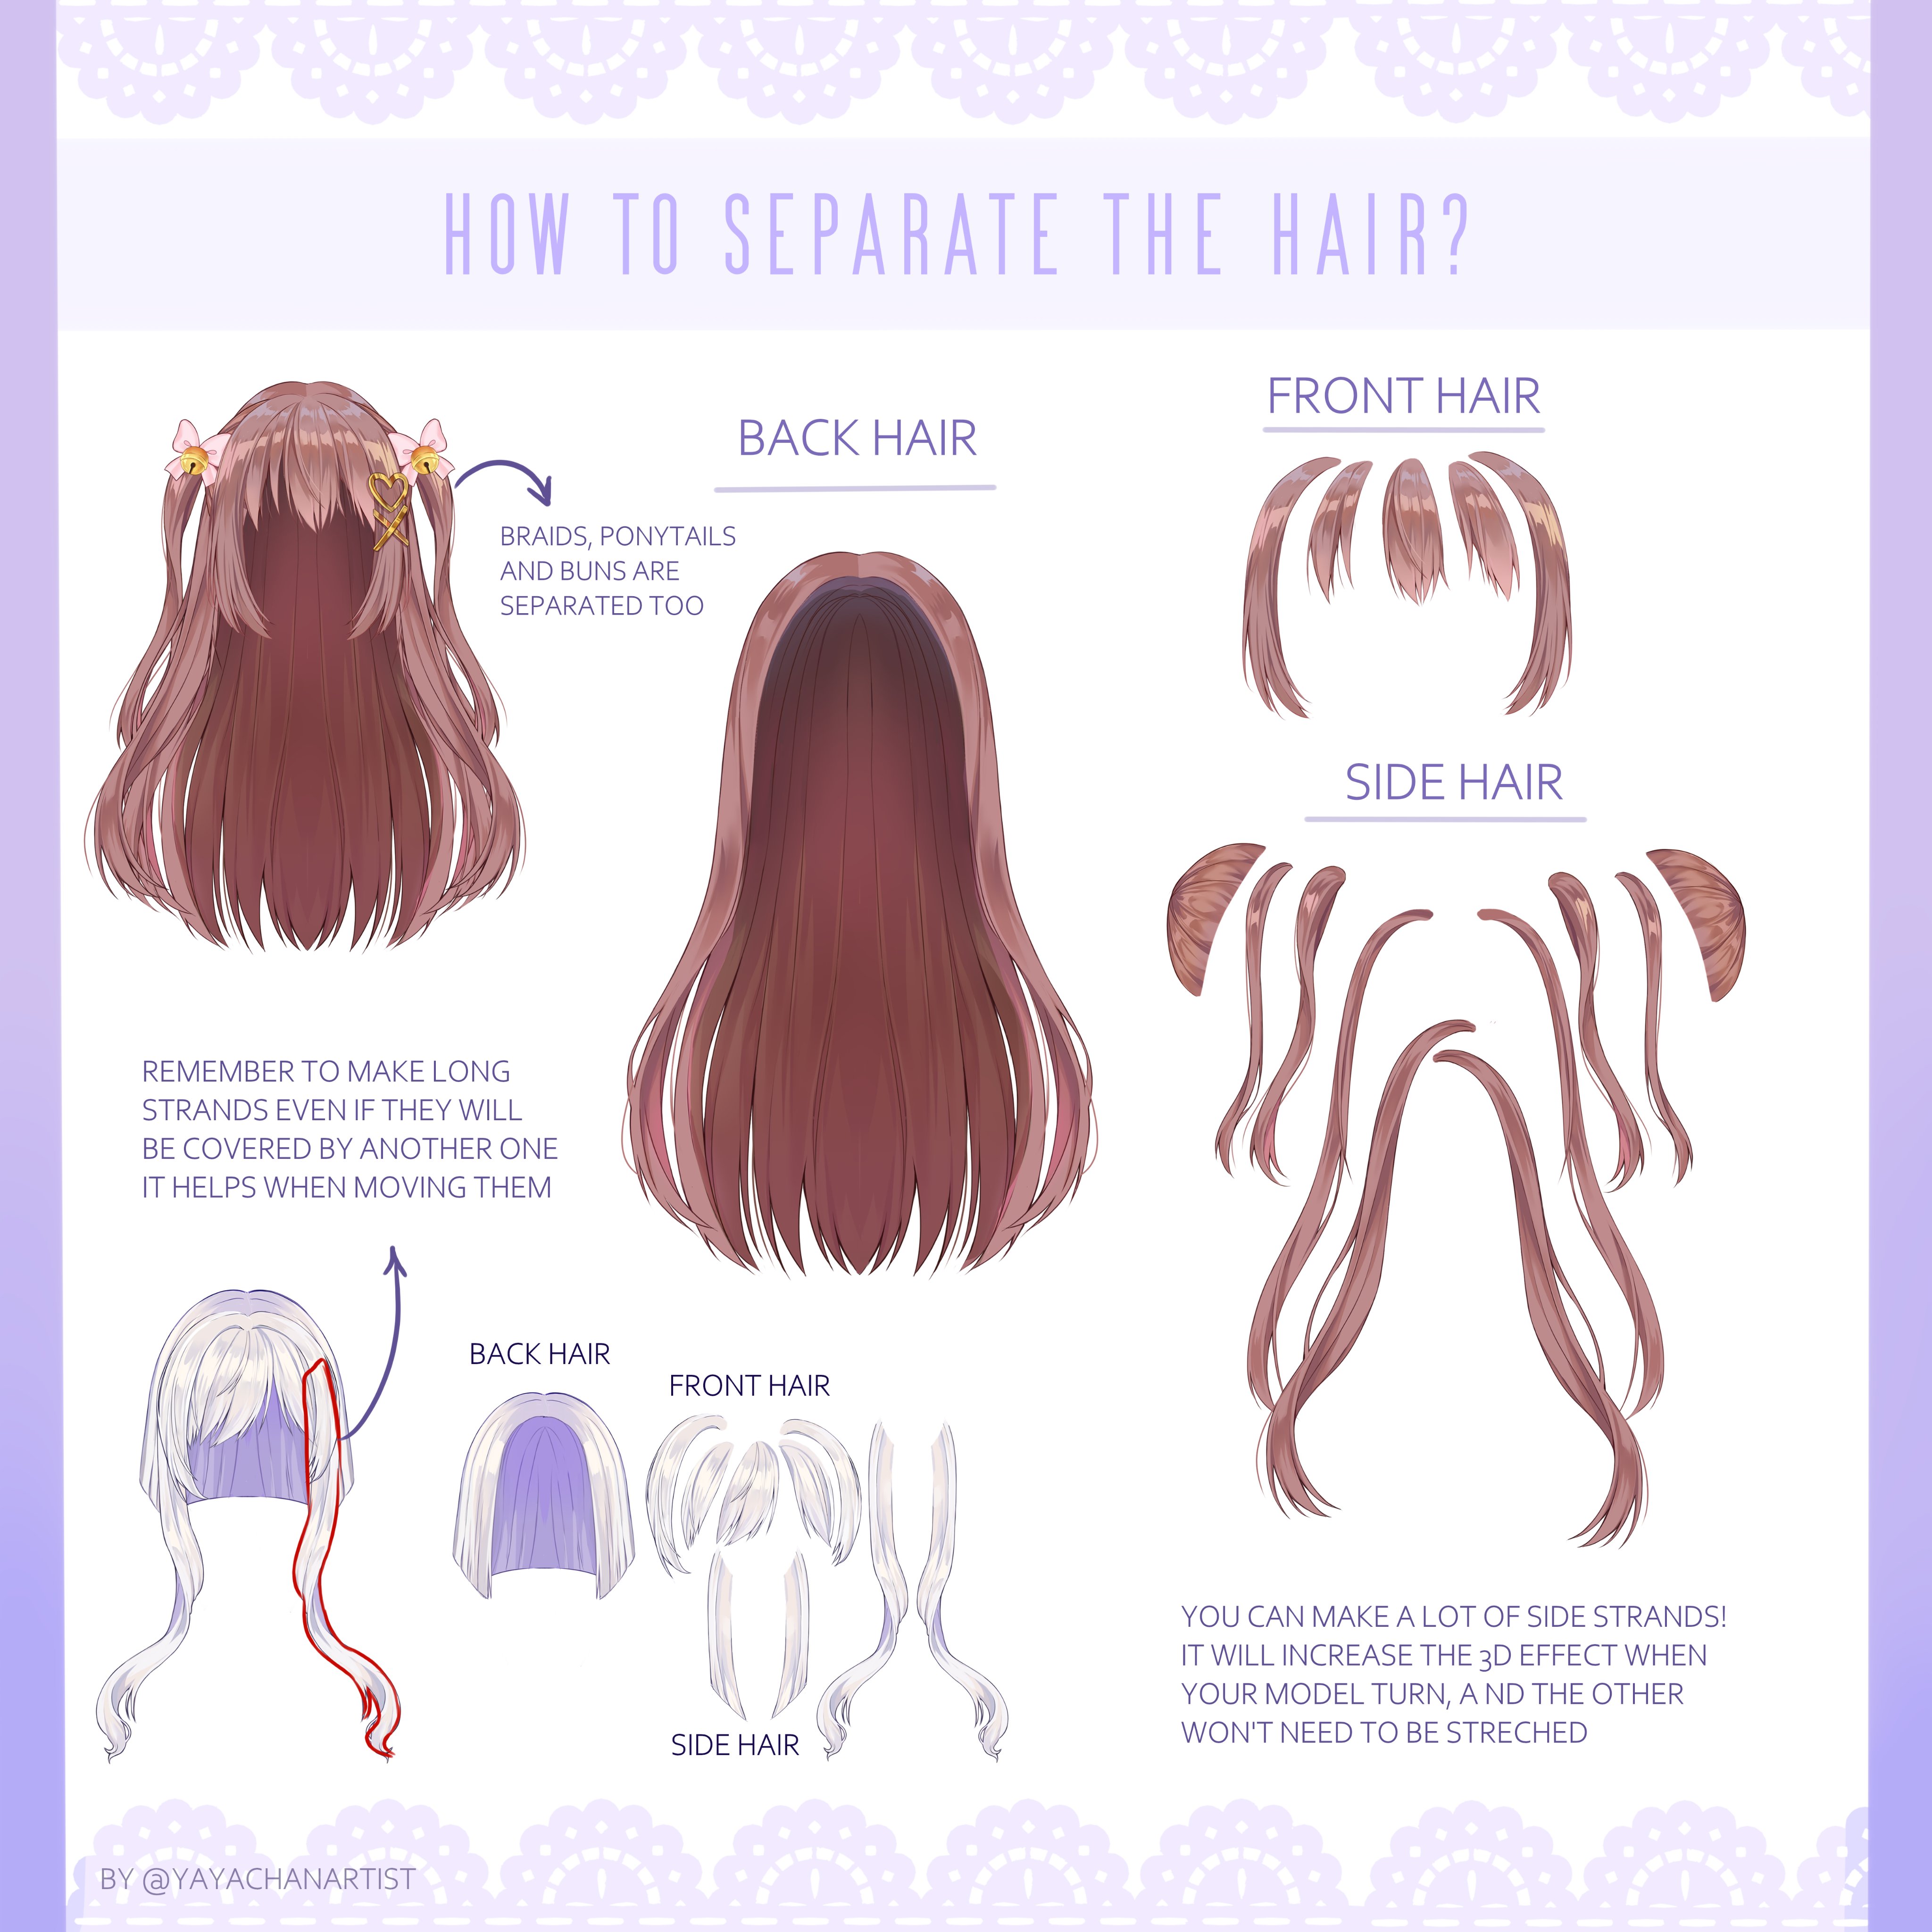 HOW TO SEPARATE THE HAIR?
BACK HAIR
BRAIDS, PONYTAILS
AND BUNS ARE
SEPARATED TOO
FRONT HAIR
SIDE HAIR
REMEMBER TO MAKE LONG
STRANDS EVEN IF THEY WILL
BE COVERED BY ANOTHER ONE
IT HELPS WHEN MOVING THEM
BACK HAIR
FRONT HAIR
SIDE HAIR
YOU CAN MAKE A LOT OF SIDE STRANDS!
IT WILL INCREASE THE 3D EFFECT WHEN
YOUR MODEL TURN, A ND THE OTHER
WON'T NEED TO BE STRECHED
BY @YAYACHANARTIST